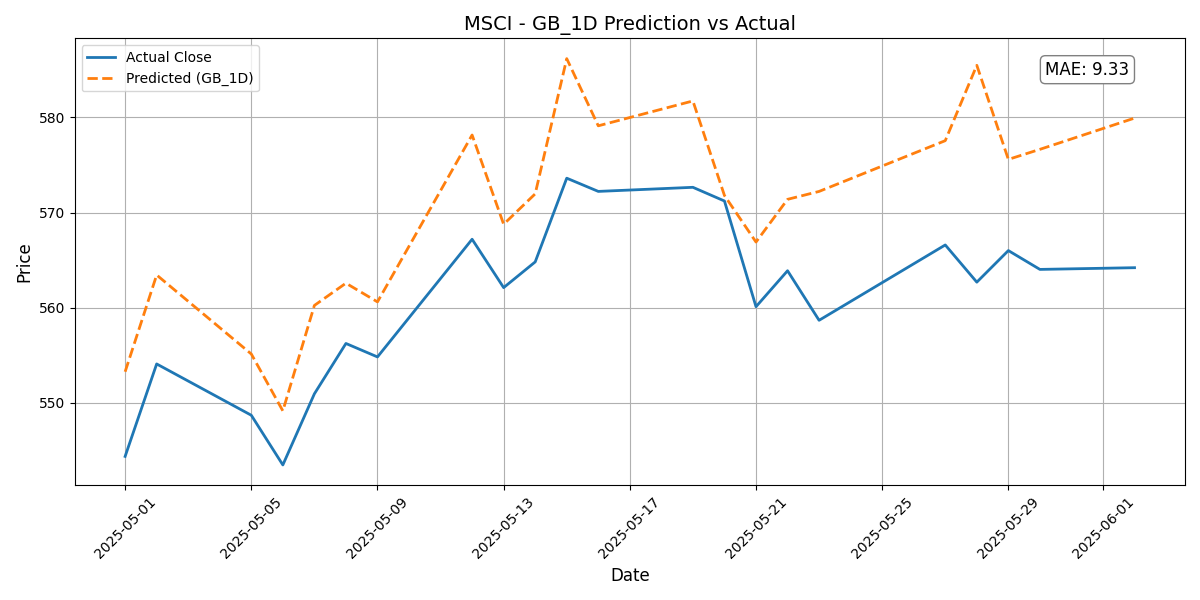 MSCI - GB_1D Prediction vs Actual
Actual Close
Predicted (GB_1D)
MAE: 9.33
Price
580
570
560
550
2025-05-01
2025-05-05
2025-05-09
2025-05-13
2025-05-17
2025-05-21
2025-05-25
2025-05-29
2025-06-01
Date